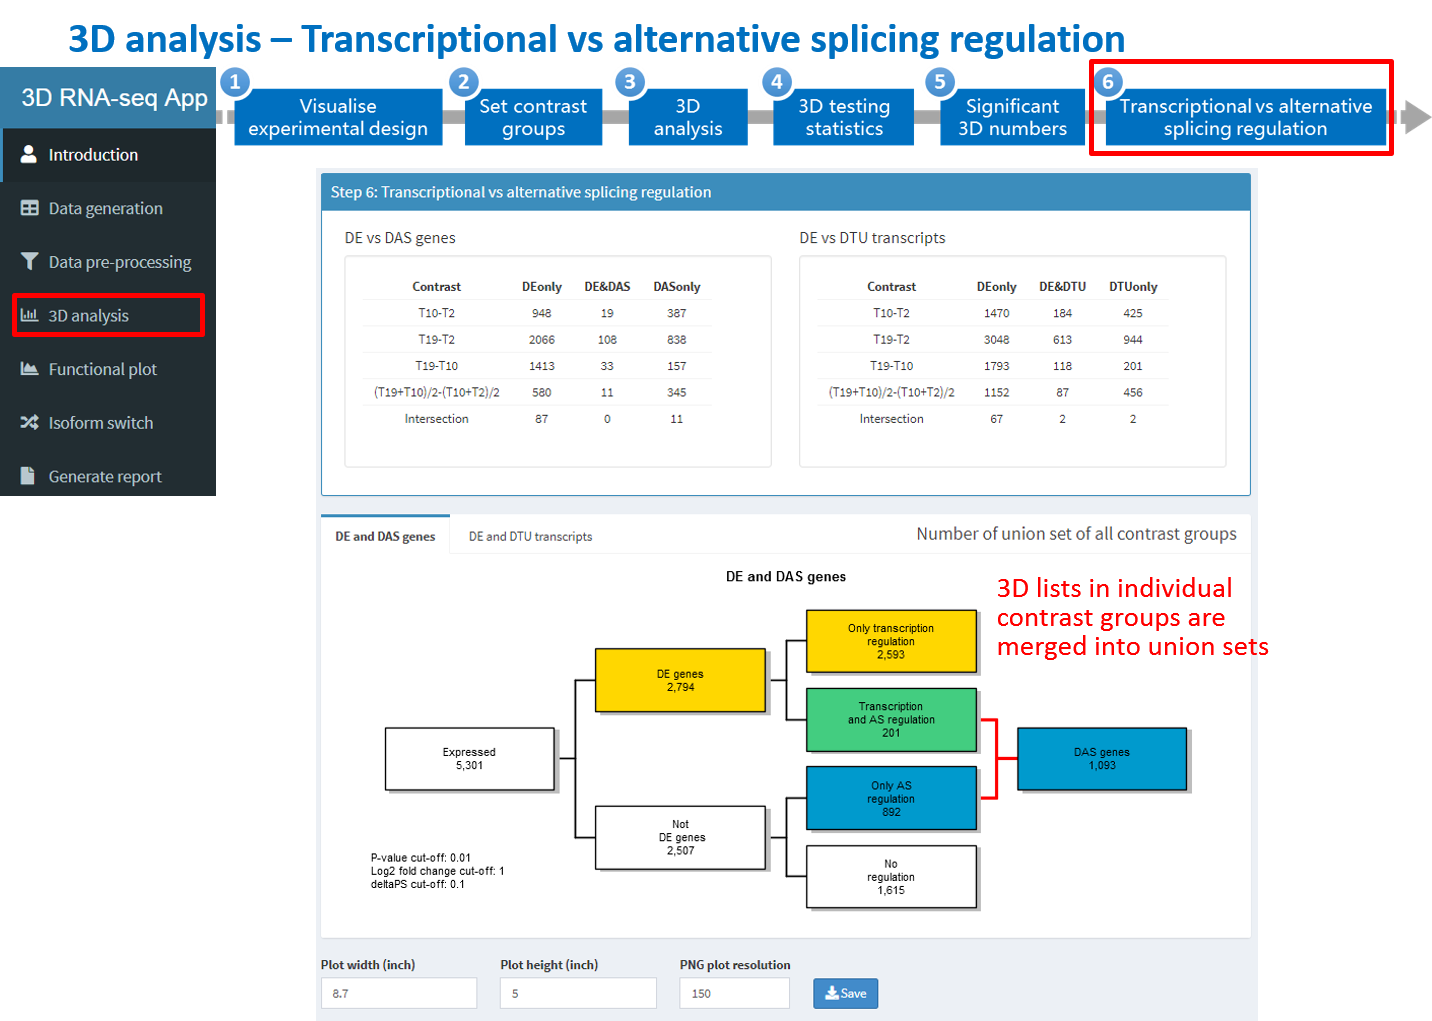 3D analysis – Transcriptional vs alternative splicing regulation
3D RNA-seq App
Introduction
Data generation
Data pre-processing
3D analysis
Functional plot
Isoform switch
Generate report
1
Visualise
experimental design
2
Set contrast
groups
3
3D
analysis
4
3D testing
statistics
5
Significant
3D numbers
6
Transcriptional vs alternative
splicing regulation
Step 6: Transcriptional vs alternative splicing regulation
DE vs DAS genes
Contrast DEonly DE&DAS DASonly
T10-T2 948 19 387
T19-T2 2066 108 838
T19-T10 1413 33 157
(T19+T10)/2-(T10+T2)/2 580 11 345
Intersection 87 0 11
DE vs DTU transcripts
Contrast DEonly DE&DTU DTUonly
T10-T2 1470 184 425
T19-T2 3048 613 944
T19-T10 1793 118 201
(T19+T10)/2-(T10+T2)/2 1152 87 456
Intersection 67 2 2
DE and DAS genes
DE and DTU transcripts
Number of union set of all contrast groups
DE and DAS genes
3D lists in individual
contrast groups are
merged into union sets
Expressed
5,301
DE genes
2,794
Not
DE genes
2,507
Only transcription
regulation
2,593
Transcription
and AS regulation
201
Only AS
regulation
892
No
regulation
1,615
DAS genes
1,093
P-value cut-off: 0.01
Log2 fold change cut-off: 1
deltaPS cut-off: 0.1
Plot width (inch)
8.7
Plot height (inch)
5
PNG plot resolution
150
Save